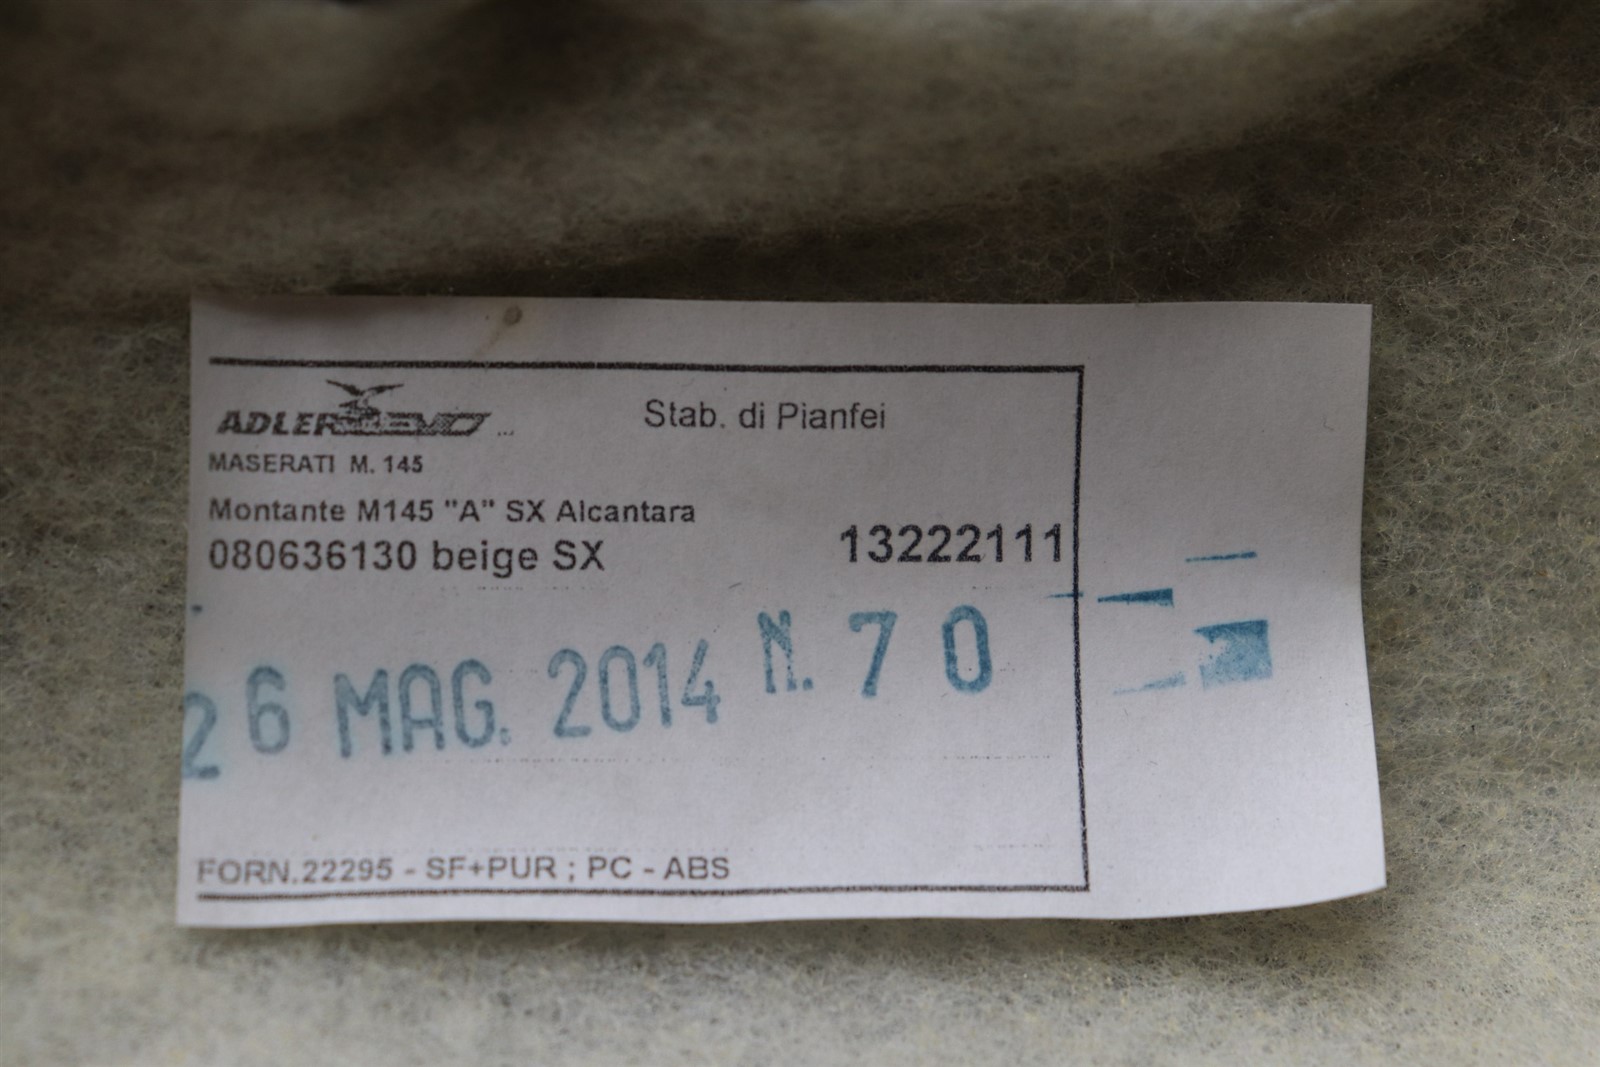 ADLER EVO
Stab. di Pianfei
MASERATI M. 145
Montante M145 "A" SX Alcantara
080636130 beige SX
13222111
26 MAG. 2014 N. 70
FORN.22295 - SF+PUR ; PC - ABS